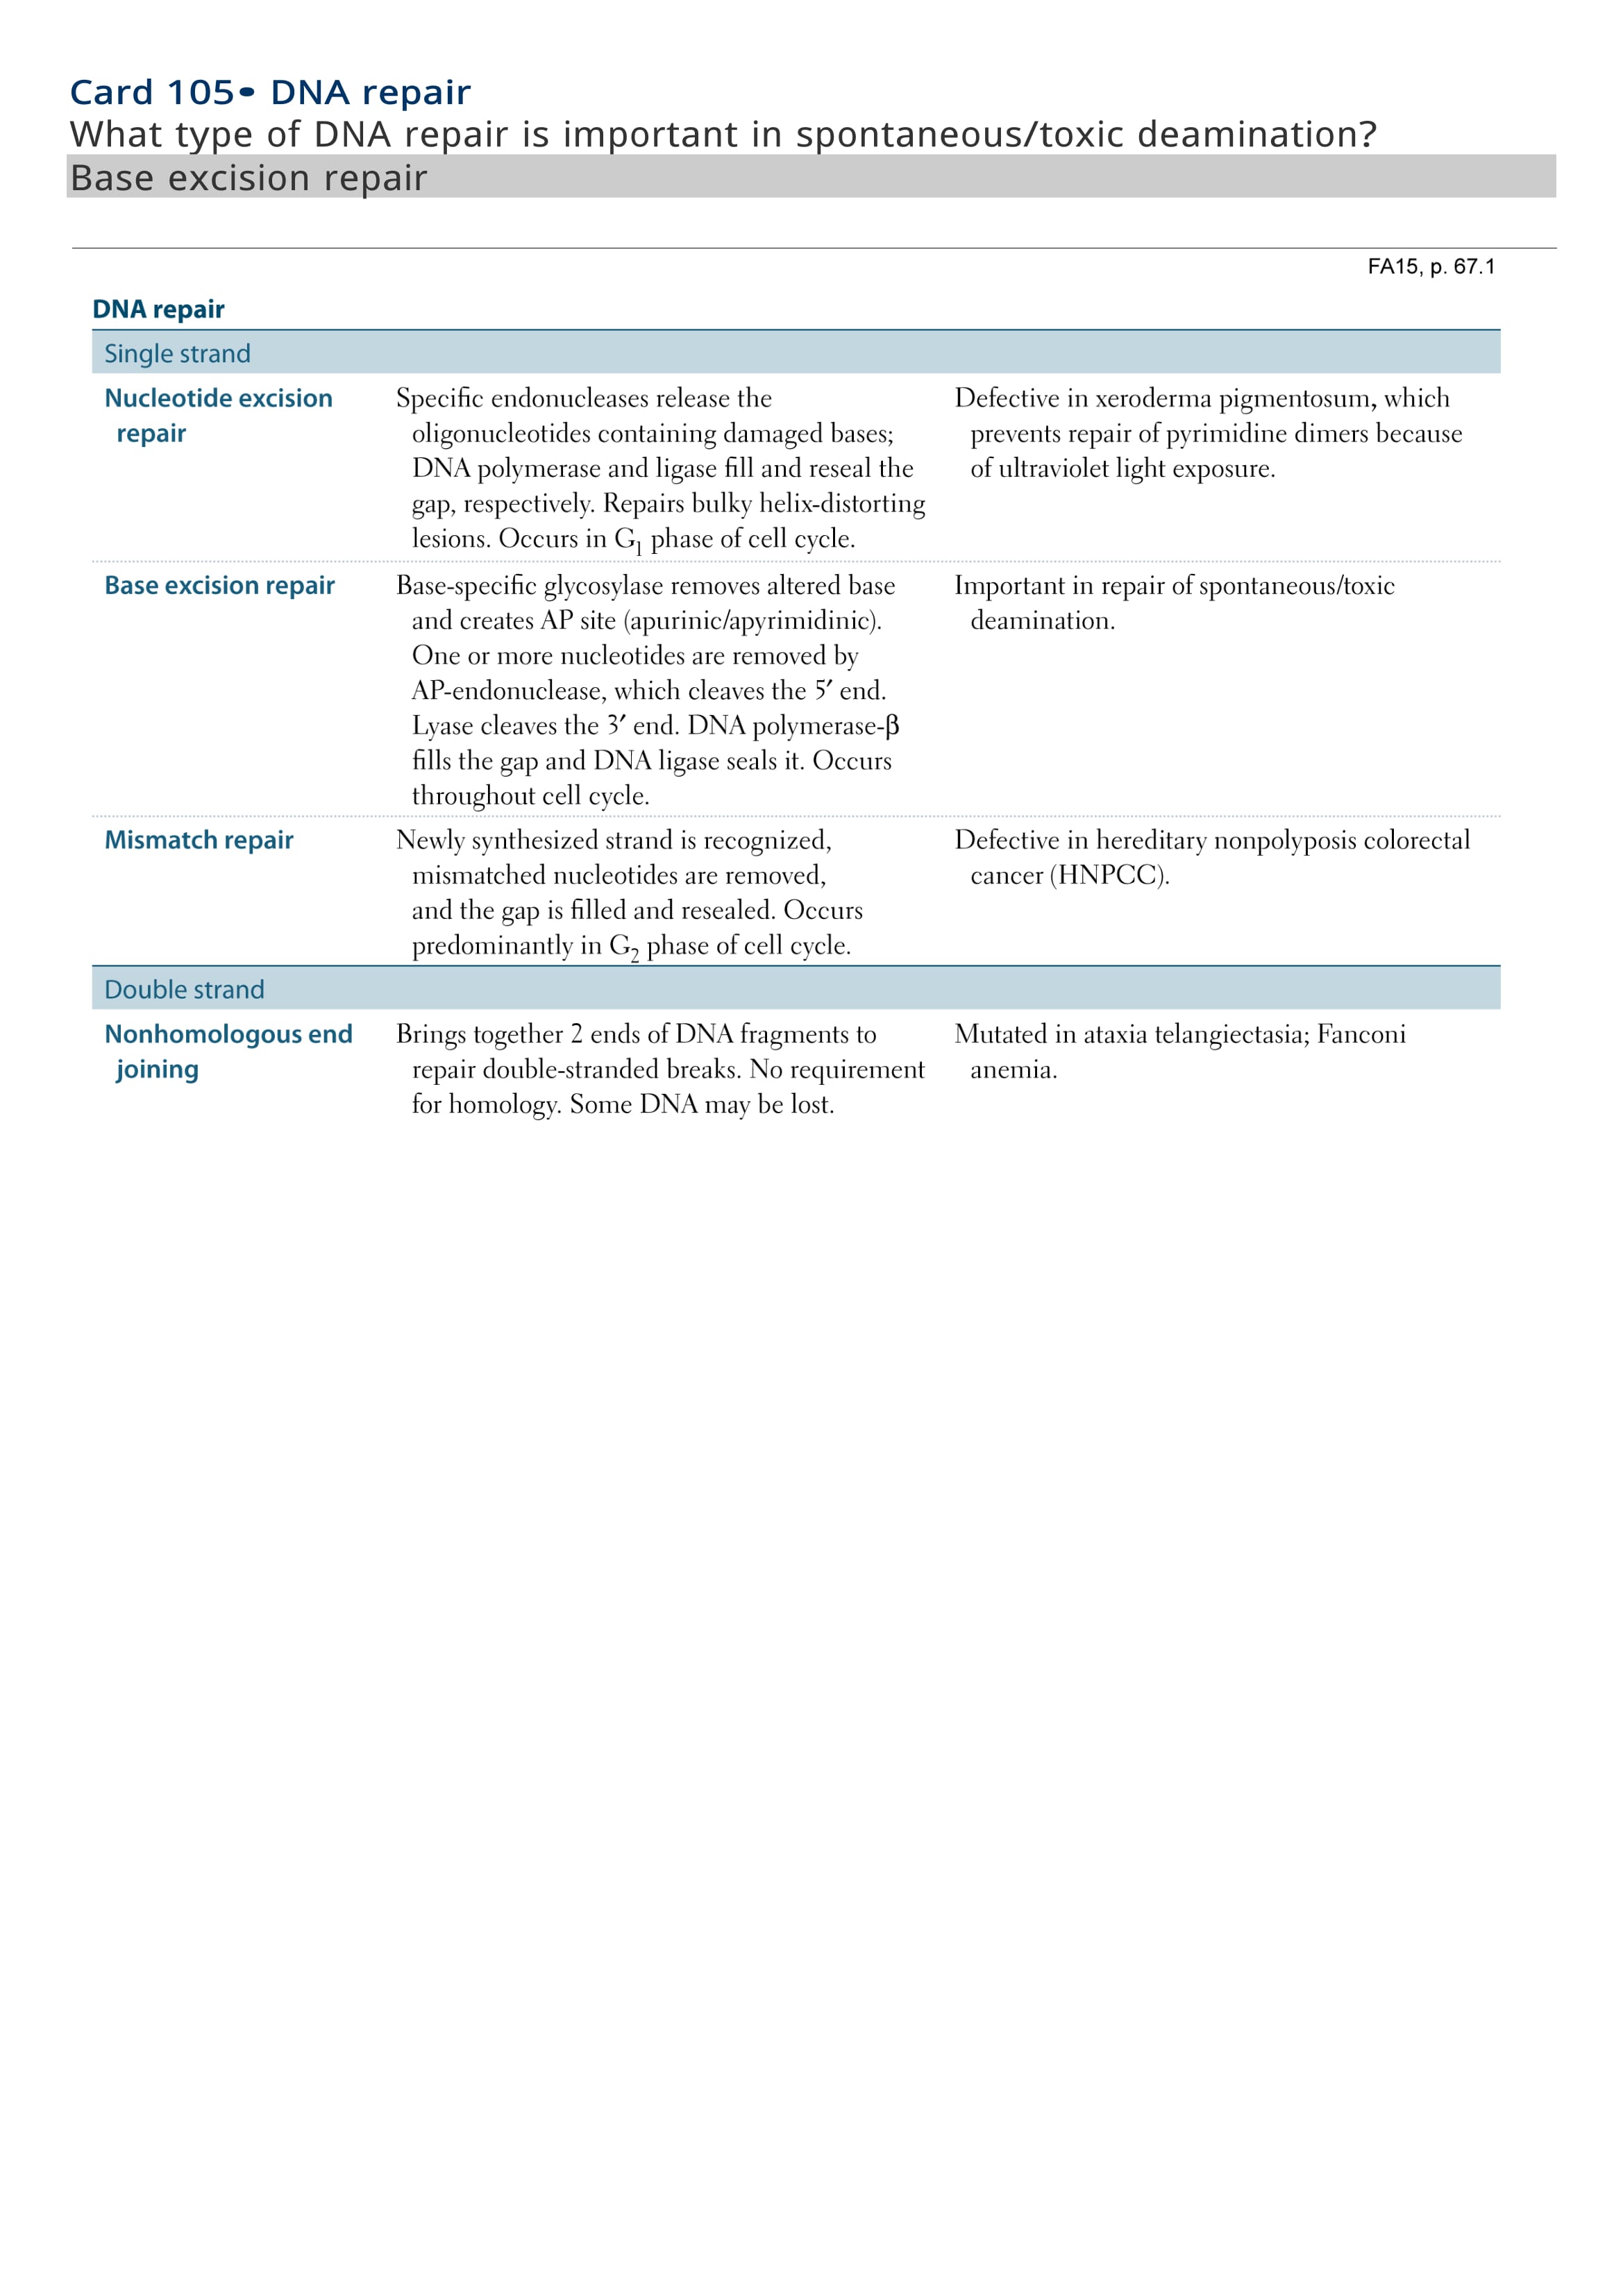 Card 105• DNA repair
What type of DNA repair is important in spontaneous/toxic deamination?
Base excision repair
FA15, p. 67.1
DNA repair
Single strand
Nucleotide excision
repair
Specific endonucleases release the
oligonucleotides containing damaged bases;
DNA polymerase and ligase fill and reseal the
gap, respectively. Repairs bulky helix-distorting
lesions. Occurs in G1 phase of cell cycle.
Defective in xeroderma pigmentosum, which
prevents repair of pyrimidine dimers because
of ultraviolet light exposure.
Base excision repair
Base-specific glycosylase removes altered base
and creates AP site (apurinic/apyrimidinic).
One or more nucleotides are removed by
AP-endonuclease, which cleaves the 5′ end.
Lyase cleaves the 3′ end. DNA polymerase-β
fills the gap and DNA ligase seals it. Occurs
throughout cell cycle.
Important in repair of spontaneous/toxic
deamination.
Mismatch repair
Newly synthesized strand is recognized,
mismatched nucleotides are removed,
and the gap is filled and resealed. Occurs
predominantly in G2 phase of cell cycle.
Defective in hereditary nonpolyposis colorectal
cancer (HNPCC).
Double strand
Nonhomologous end
joining
Brings together 2 ends of DNA fragments to
repair double-stranded breaks. No requirement
for homology. Some DNA may be lost.
Mutated in ataxia telangiectasia; Fanconi
anemia.